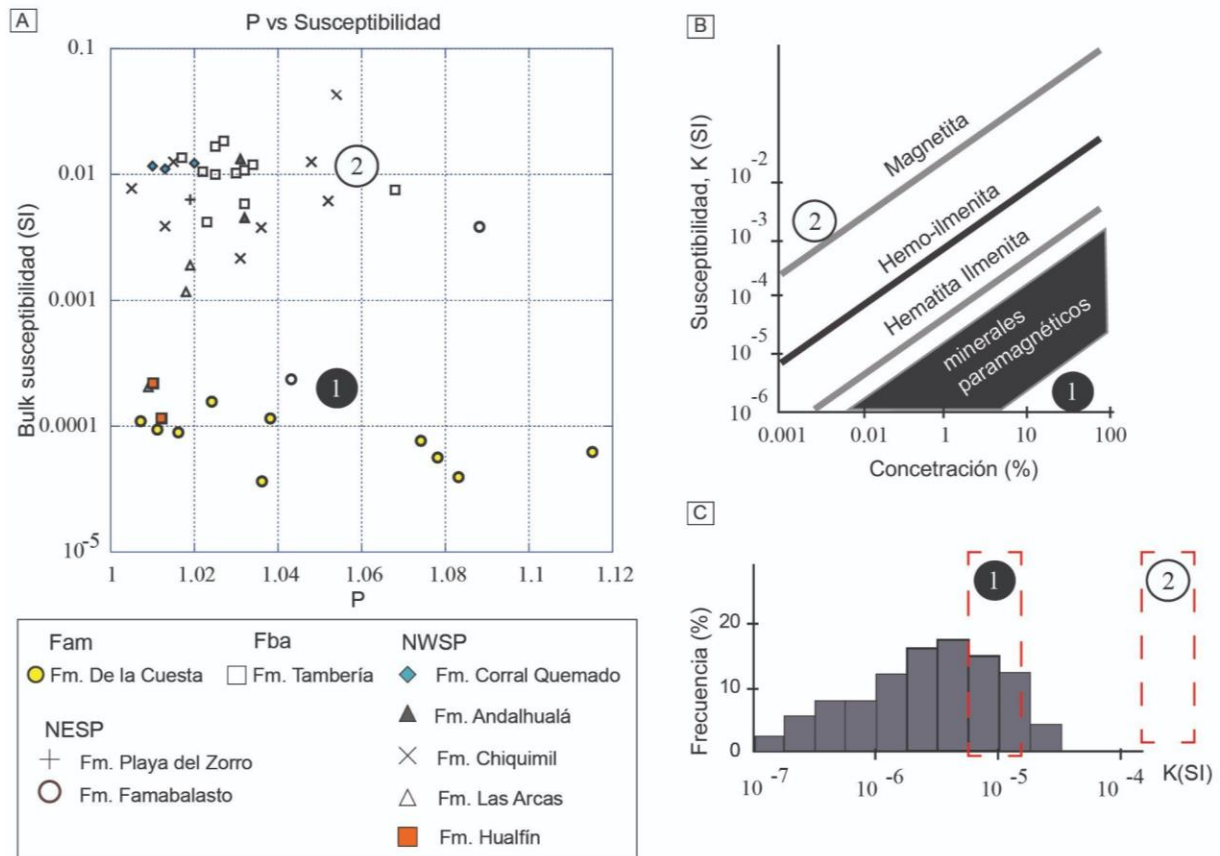 A
P vs Susceptibilidad
Bulk susceptibilidad (SI)
0.1
0.01
0.001
0.0001
10-5
1
1.02
1.04
1.06
1.08
1.1
1.12
P
2
1
Fam
Fm. De la Cuesta
NESP
Fm. Playa del Zorro
Fm. Famabalasto
Fba
Fm. Tambería
NWSP
Fm. Corral Quemado
Fm. Andalhualá
Fm. Chiquimil
Fm. Las Arcas
Fm. Hualfín
B
Susceptibilidad, K (SI)
10-2
10-3
10-4
10-5
10-6
0.001
0.01
1
10
100
Concetración (%)
Magnetita
Hemo-ilmenita
Hematita Ilmenita
minerales
paramagnéticos
2
1
C
Frecuencia (%)
20
10
0
10-7
10-6
10-5
10-4
K(SI)
1
2